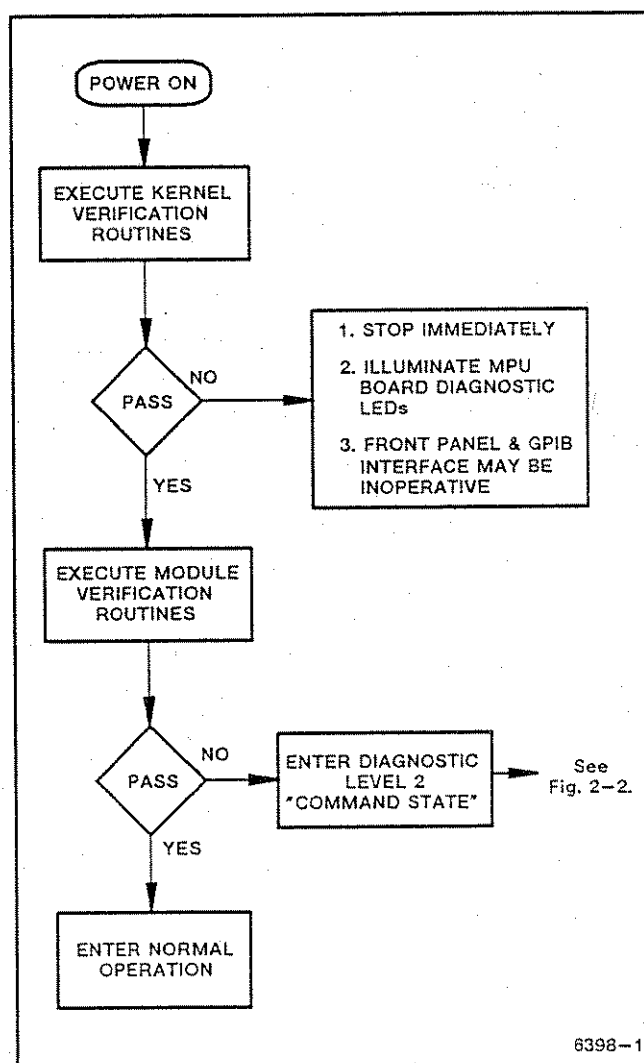 POWER ON
EXECUTE KERNEL
VERIFICATION
ROUTINES
PASS
NO
1. STOP IMMEDIATELY
2. ILLUMINATE MPU
BOARD DIAGNOSTIC
LEDs
3. FRONT PANEL & GPIB
INTERFACE MAY BE
INOPERATIVE
YES
EXECUTE MODULE
VERIFICATION
ROUTINES
PASS
NO
ENTER DIAGNOSTIC
LEVEL 2
"COMMAND STATE"
See
Fig. 2-2.
YES
ENTER NORMAL
OPERATION
6398-1